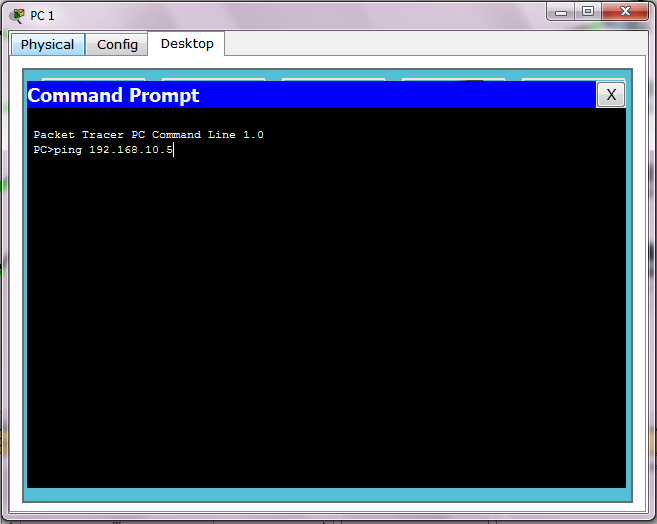 PC 1
Physical Config Desktop
Command Prompt X
Packet Tracer PC Command Line 1.0
PC>ping 192.168.10.5